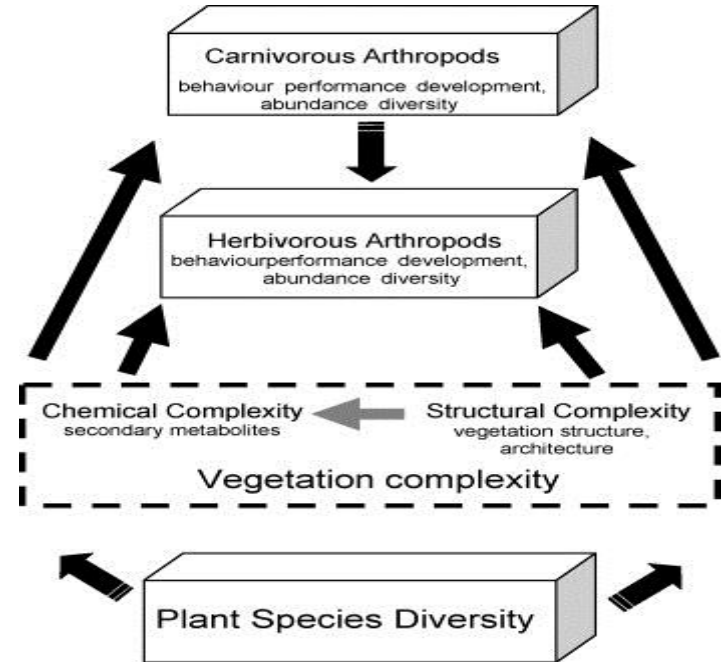 Carnivorous Arthropods
behaviour performance development,
abundance diversity
Herbivorous Arthropods
behaviourperformance development,
abundance diversity
Chemical Complexity
secondary metabolites
Structural Complexity
vegetation structure,
architecture
Vegetation complexity
Plant Species Diversity